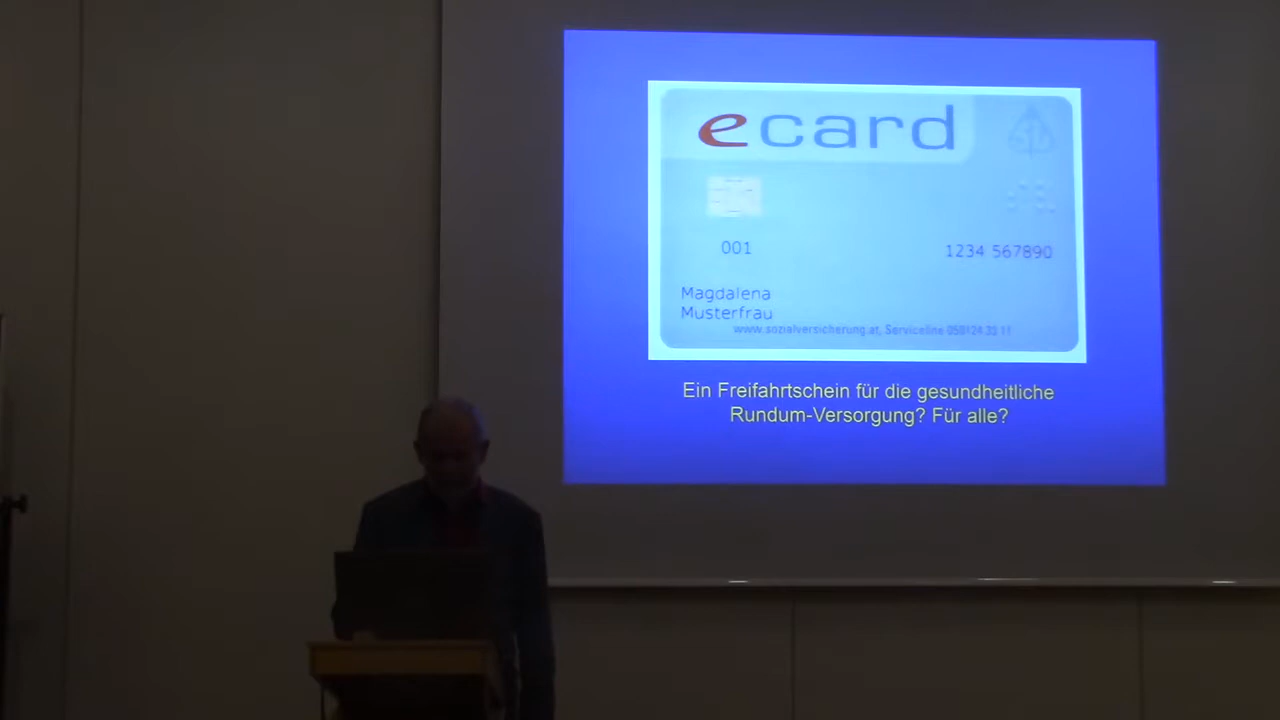 ecard
001
1234 567890
Magdalena
Musterfrau
www.sozialversicherung.at, Serviceline 050124 33 11
Ein Freifahrtschein für die gesundheitliche
Rundum-Versorgung? Für alle?